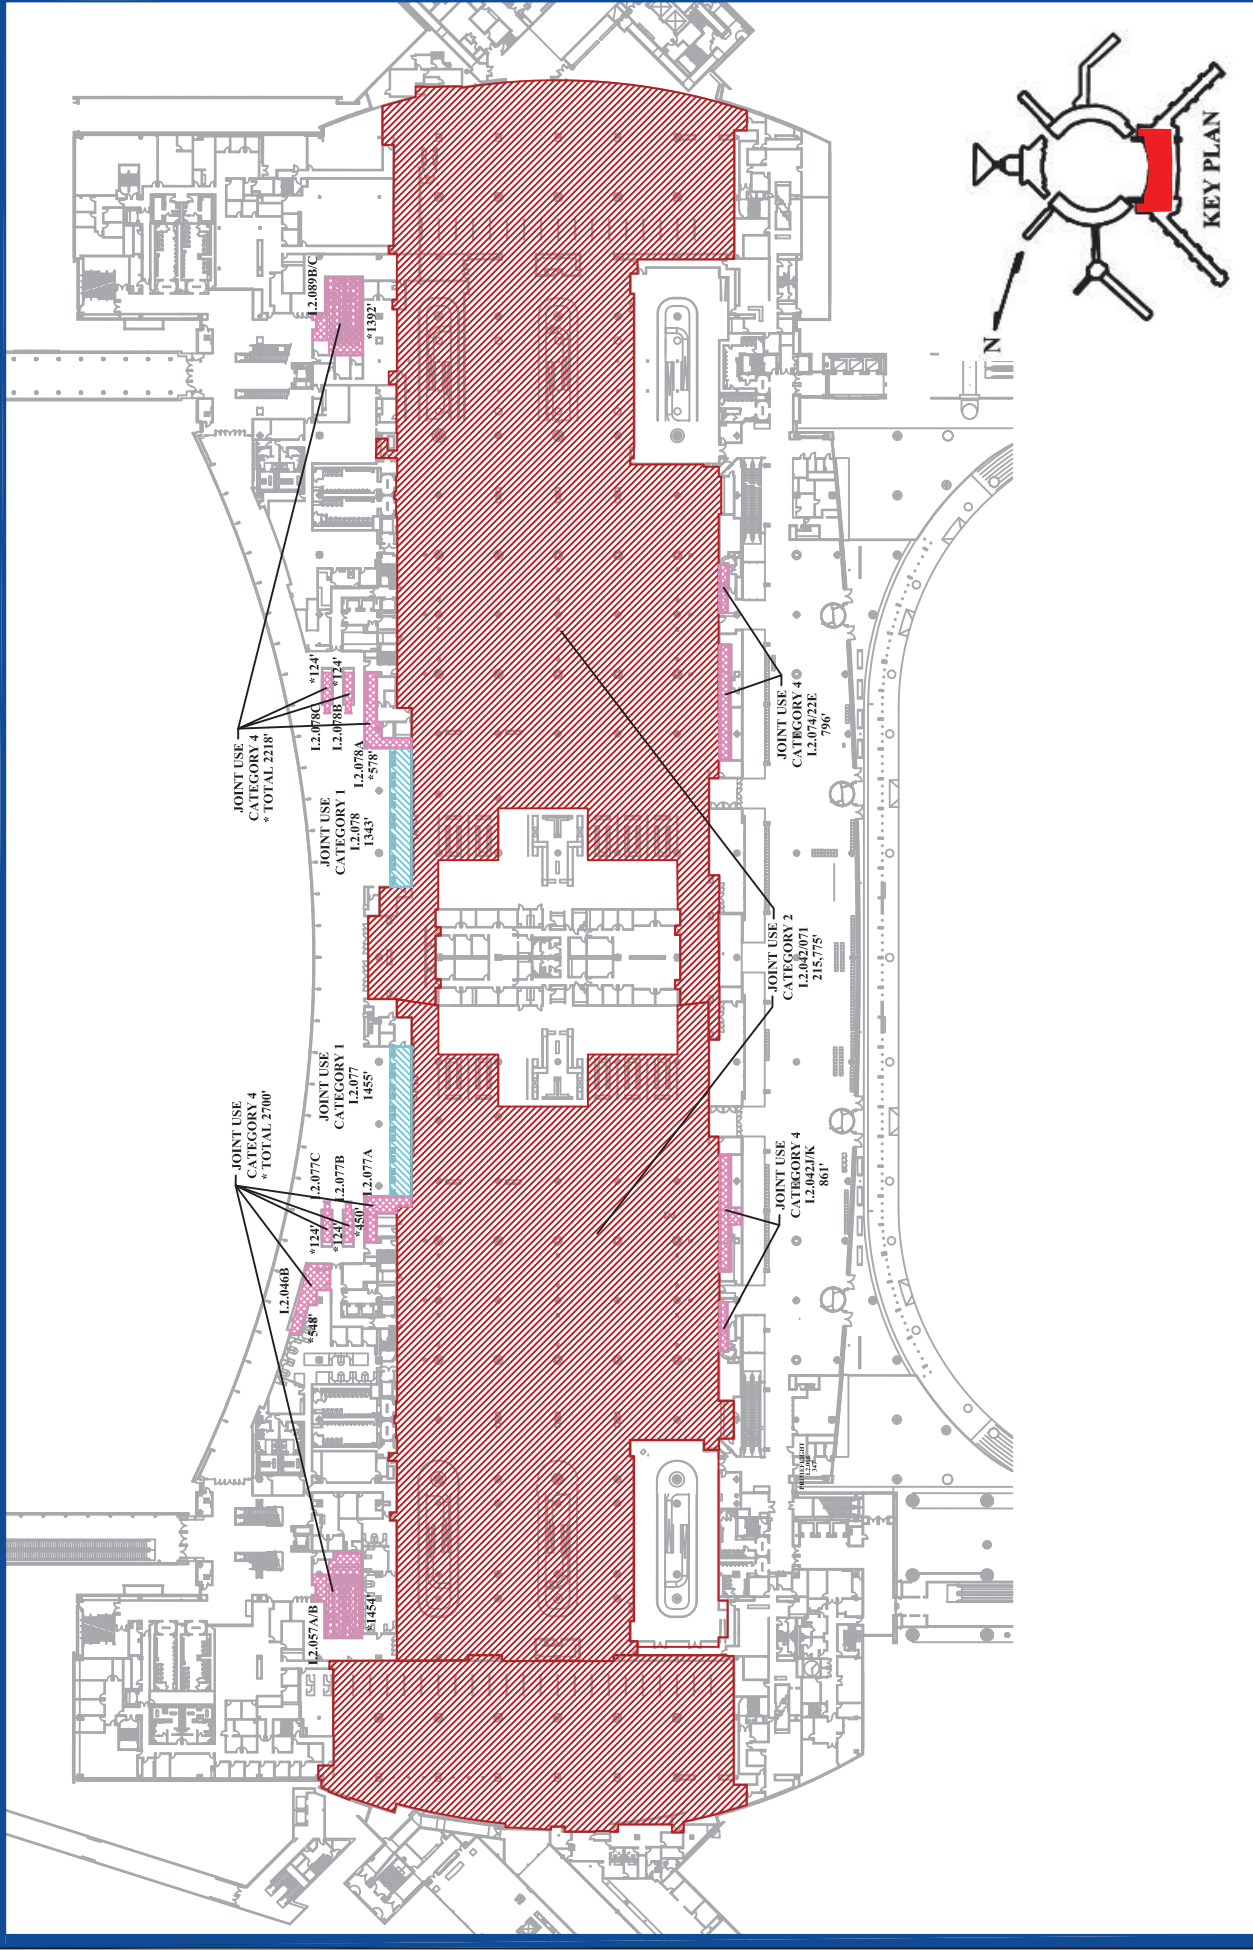 JOINT USE
CATEGORY 4
* TOTAL 2700'
I.2.057A/B
*1454'
I.2.046B
*548'
I.2.077C
*124'
I.2.077B
*124'
I.2.077A
*450'
JOINT USE
CATEGORY 1
I.2.077
1455'
JOINT USE
CATEGORY 4
* TOTAL 2218'
JOINT USE
CATEGORY 1
I.2.078
1343'
I.2.078A
*578'
I.2.078B
*124'
I.2.078C
*124'
I.2.089B/C
*1392'
JOINT USE
CATEGORY 4
I.2.042J/K
861'
JOINT USE
CATEGORY 2
I.2.042/071
215,775'
JOINT USE
CATEGORY 4
I.2.074/22E
796'
PRIMEFLIGHT
N
KEY PLAN